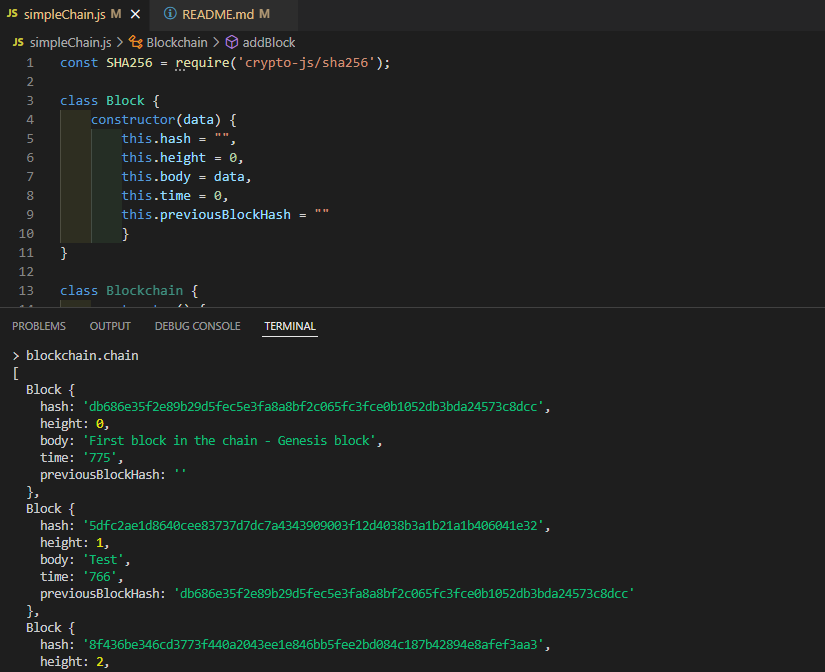 JS simpleChain.js M ×
ⓘ README.md M
JS simpleChain.js > Blockchain > addBlock
1 const SHA256 = require('crypto-js/sha256');
2
3 class Block {
4 constructor(data) {
5 this.hash = "",
6 this.height = 0,
7 this.body = data,
8 this.time = 0,
9 this.previousBlockHash = ""
10 }
11 }
12
13 class Blockchain {
PROBLEMS OUTPUT DEBUG CONSOLE TERMINAL
> blockchain.chain
[
Block {
hash: 'db686e35f2e89b29d5fec5e3fa8a8bf2c065fc3fce0b1052db3bda24573c8dcc',
height: 0,
body: 'First block in the chain - Genesis block',
time: '775',
previousBlockHash: ''
},
Block {
hash: '5dfc2ae1d8640cee83737d7dc7a4343909003f12d4038b3a1b21a1b406041e32',
height: 1,
body: 'Test',
time: '766',
previousBlockHash: 'db686e35f2e89b29d5fec5e3fa8a8bf2c065fc3fce0b1052db3bda24573c8dcc'
},
Block {
hash: '8f436be346cd3773f440a2043ee1e846bb5fee2bd084c187b42894e8afef3aa3',
height: 2,